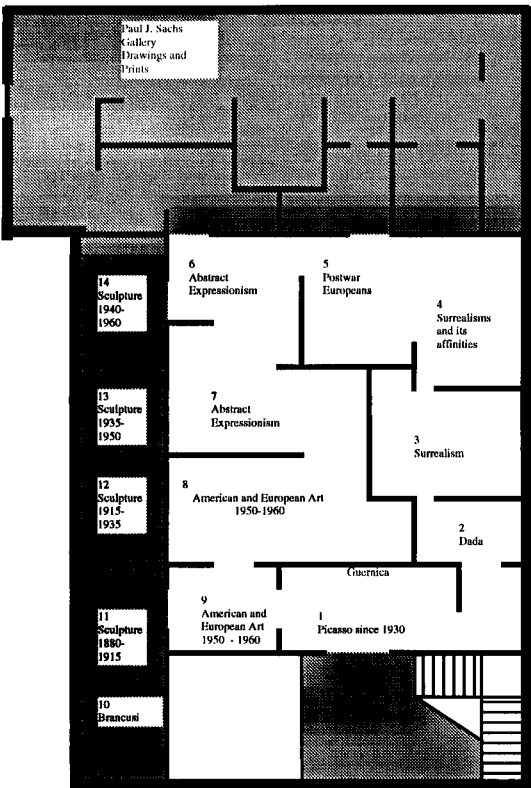 Paul J. Sachs
Gallery
Drawings and
Prints
6
Abstract
Expressionism
5
Postwar
Europeans
4
Surrealisms
and its
affinities
14
Sculpture
1940-
1960
13
Sculpture
1935-
1950
7
Abstract
Expressionism
3
Surrealism
12
Sculpture
1915-
1935
8
American and European Art
1950-1960
2
Dada
Guernica
9
American and
European Art
1950 - 1960
1
Picasso since 1930
11
Sculpture
1880-
1915
10
Brancusi